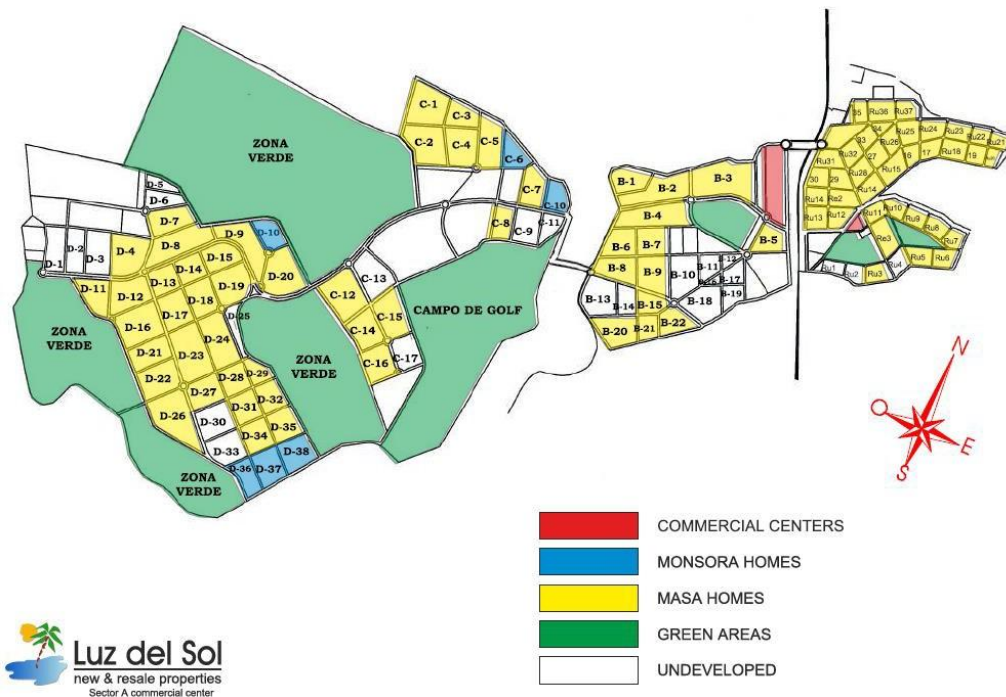 ZONA
VERDE
C-1
C-3
C-2
C-4
C-5
C-6
C-7
C-10
C-8
C-9
C-11
C-13
C-12
C-14
C-15
C-16
C-17
CAMPO DE GOLF
D-5
D-6
D-7
D-1
D-2
D-3
D-4
D-8
D-9
D-10
D-11
D-12
D-13
D-14
D-15
D-20
D-19
D-16
D-17
D-18
D-25
D-21
D-23
D-24
D-22
D-27
D-28
D-29
D-26
D-30
D-31
D-32
D-33
D-34
D-35
D-36
D-37
D-38
ZONA
VERDE
ZONA
VERDE
ZONA
VERDE
B-1
B-2
B-3
B-4
B-5
B-6
B-7
B-8
B-9
B-10
B-11
B-12
B-17
B-13
B-14
B-15
B-18
B-19
B-20
B-21
B-22
35
Ru36
Ru37
34
33
Ru25
Ru24
Ru23
Ru22
Ru21
Ru26
Ru32
27
16
17
Ru18
19
Ru31
Ru28
Ru15
30
29
Ru14
Re2
Ru13
Ru12
Ru11
Ru10
Ru9
Ru8
Ru7
Re3
Ru5
Ru6
Ru4
Ru1
Ru2
Ru3
N
O
E
S
COMMERCIAL CENTERS
MONSORA HOMES
MASA HOMES
GREEN AREAS
UNDEVELOPED
Luz del Sol
new & resale properties
Sector A commercial center